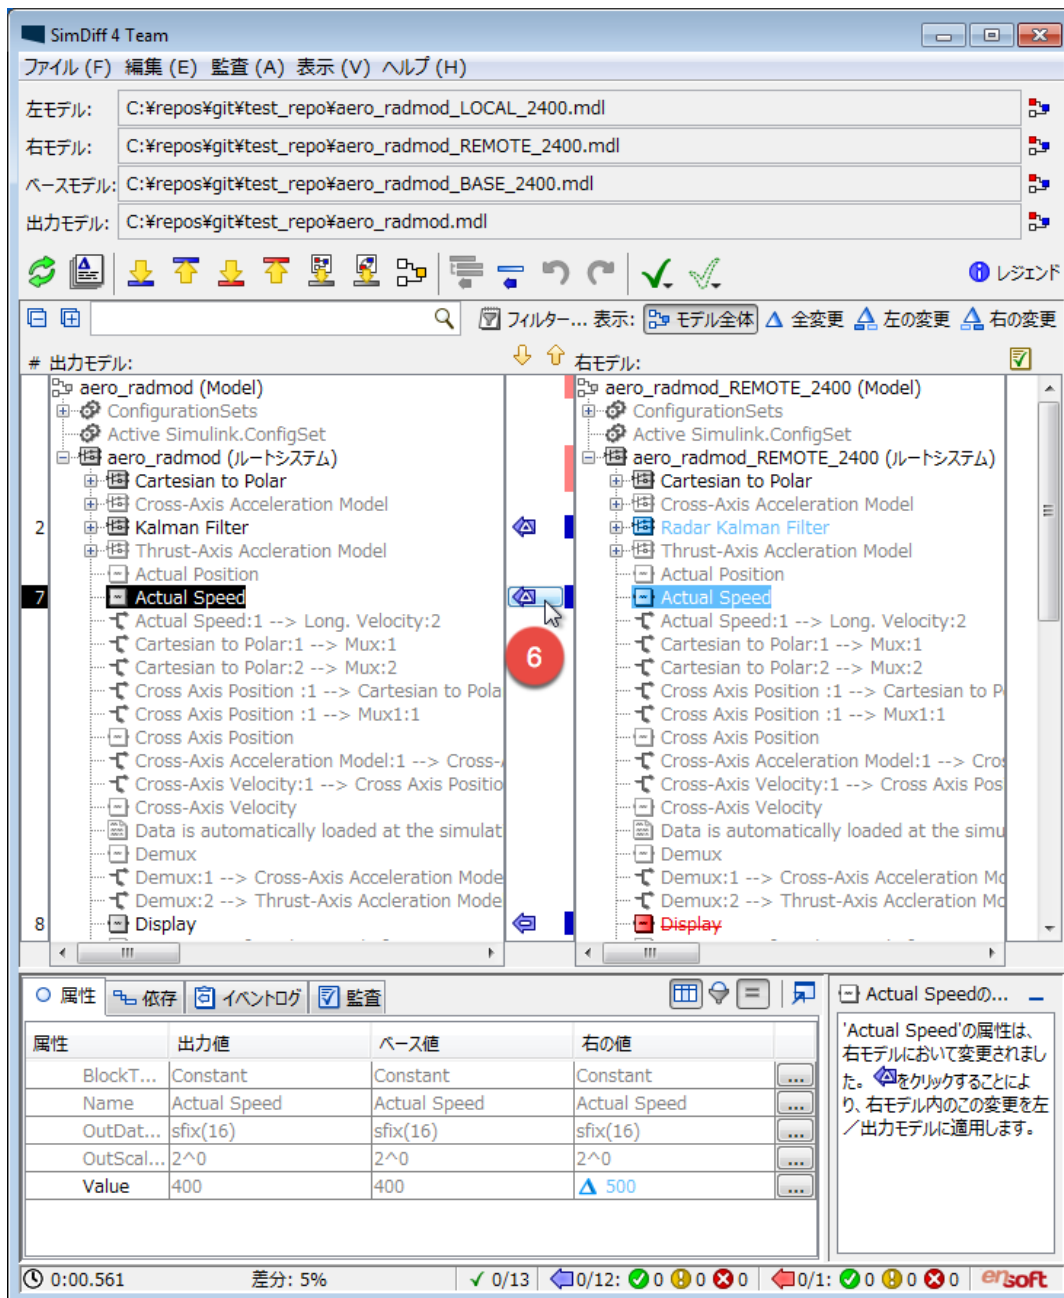 SimDiff 4 Team
ファイル (F) 編集 (E) 監査 (A) 表示 (V) ヘルプ (H)
左モデル: C:¥repos¥git¥test_repo¥aero_radmod_LOCAL_2400.mdl
右モデル: C:¥repos¥git¥test_repo¥aero_radmod_REMOTE_2400.mdl
ベースモデル: C:¥repos¥git¥test_repo¥aero_radmod_BASE_2400.mdl
出力モデル: C:¥repos¥git¥test_repo¥aero_radmod.mdl
レジェンド
フィルター... 表示: モデル全体 全変更 左の変更 右の変更
# 出力モデル: 右モデル:
aero_radmod (Model) aero_radmod_REMOTE_2400 (Model)
ConfigurationSets ConfigurationSets
Active Simulink.ConfigSet Active Simulink.ConfigSet
aero_radmod (ルートシステム) aero_radmod_REMOTE_2400 (ルートシステム)
Cartesian to Polar Cartesian to Polar
Cross-Axis Acceleration Model Cross-Axis Acceleration Model
2 Kalman Filter Radar Kalman Filter
Thrust-Axis Accleration Model Thrust-Axis Accleration Model
Actual Position Actual Position
7 Actual Speed Actual Speed
Actual Speed:1 --> Long. Velocity:2 Actual Speed:1 --> Long. Velocity:2
Cartesian to Polar:1 --> Mux:1 Cartesian to Polar:1 --> Mux:1
6
Cartesian to Polar:2 --> Mux:2 Cartesian to Polar:2 --> Mux:2
Cross Axis Position :1 --> Cartesian to Pola Cross Axis Position :1 --> Cartesian to P
Cross Axis Position :1 --> Mux1:1 Cross Axis Position :1 --> Mux1:1
Cross Axis Position Cross Axis Position
Cross-Axis Acceleration Model:1 --> Cross- Cross-Axis Acceleration Model:1 --> Cro
Cross-Axis Velocity:1 --> Cross Axis Positio Cross-Axis Velocity:1 --> Cross Axis Pos
Cross-Axis Velocity Cross-Axis Velocity
Data is automatically loaded at the simulat Data is automatically loaded at the simu
Demux Demux
Demux:1 --> Cross-Axis Acceleration Mode Demux:1 --> Cross-Axis Acceleration Mo
Demux:2 --> Thrust-Axis Accleration Mode Demux:2 --> Thrust-Axis Accleration Mo
8 Display Display
属性 依存 イベントログ 監査 Actual Speedの...
属性 出力値 ベース値 右の値
BlockT... Constant Constant Constant ...
Name Actual Speed Actual Speed Actual Speed ...
OutDat... sfix(16) sfix(16) sfix(16) ...
OutScal... 2^0 2^0 2^0 ...
Value 400 400 500 ...
'Actual Speed'の属性は、
右モデルにおいて変更されまし
た。をクリックすることによ
り、右モデル内のこの変更を左
／出力モデルに適用します。
0:00.561 差分: 5% 0/13 0/12: 0 0 0 0/1: 0 0 0 ensoft